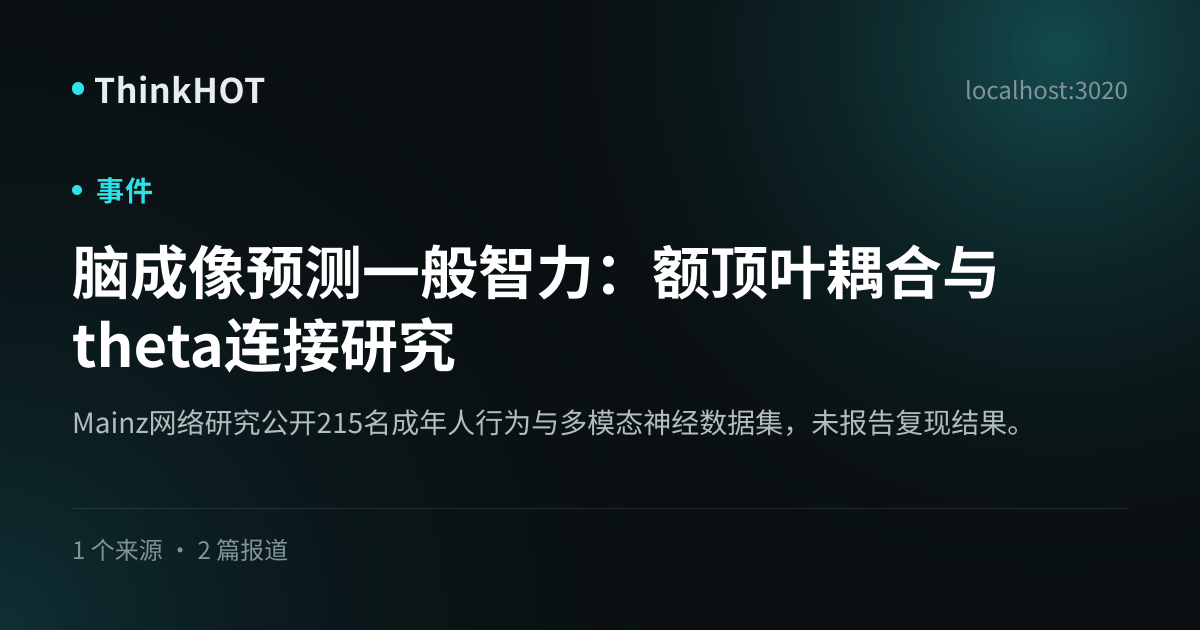 ThinkHOT
localhost:3020
事件
脑成像预测一般智力：额顶叶耦合与
theta连接研究
Mainz网络研究公开215名成年人行为与多模态神经数据集，未报告复现结果。
1 个来源 · 2 篇报道